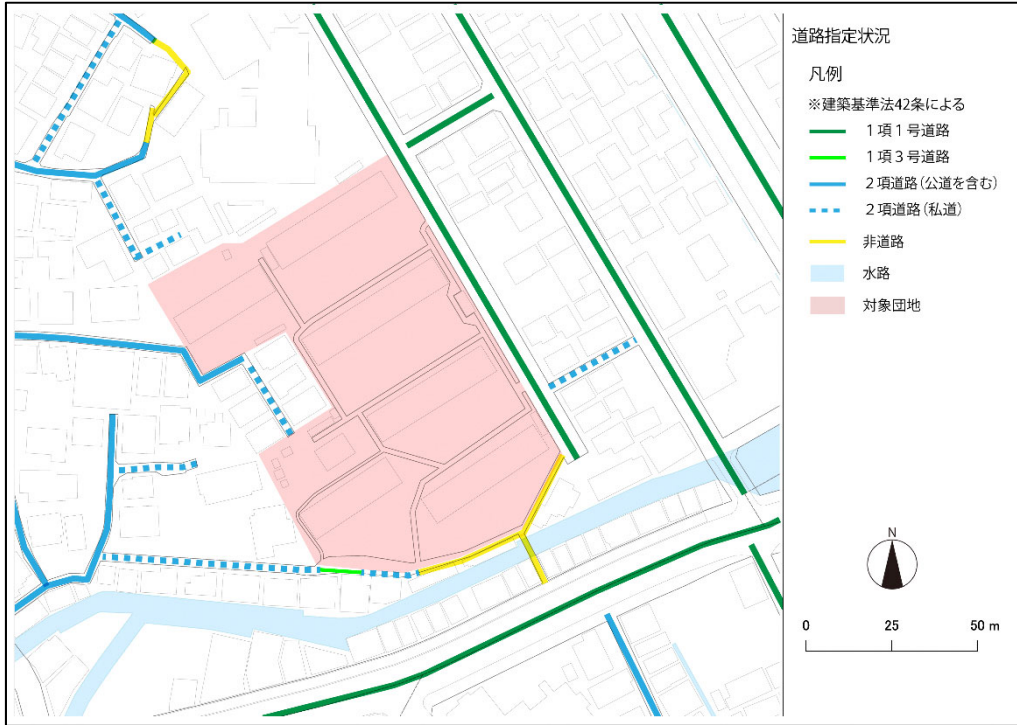 道路指定状況
凡例
※建築基準法42条による
1項1号道路
1項3号道路
2項道路(公道を含む)
2項道路(私道)
非道路
水路
対象団地
N
0 25 50 m